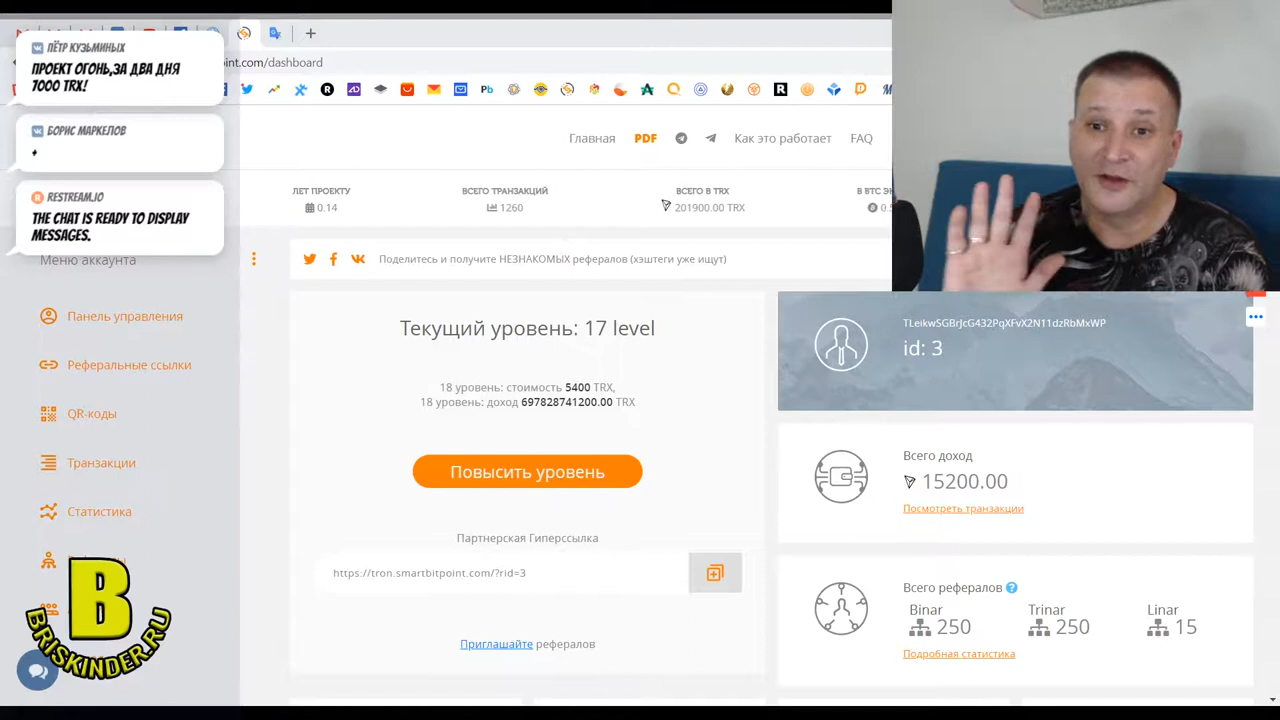 ПЁТР КУЗЬМИНЫХ
ПРОЕКТ ОГОНЬ,ЗА ДВА ДНЯ
7000 TRX!
БОРИС МАРКЕЛОВ
+
RESTREAM.IO
THE CHAT IS READY TO DISPLAY
MESSAGES.
int.com/dashboard
Pb
Главная
PDF
Как это работает
FAQ
ЛЕТ ПРОЕКТУ
0.14
ВСЕГО ТРАНЗАКЦИЙ
1260
ВСЕГО В TRX
201900.00 TRX
В BTC
Поделитесь и получите НЕЗНАКОМЫХ рефералов (хэштеги уже ищут)
Меню аккаунта
Панель управления
Реферальные ссылки
QR-коды
Транзакции
Статистика
B
BRISKINDER.RU
Текущий уровень: 17 level
18 уровень: стоимость 5400 TRX,
18 уровень: доход 697828741200.00 TRX
Повысить уровень
Партнерская Гиперссылка
https://tron.smartbitpoint.com/?rid=3
Приглашайте рефералов
TLeikwSGBrJcG432PqXFvX2N11dzRbMxWP
id: 3
Всего доход
15200.00
Посмотреть транзакции
Всего рефералов
Binar
250
Trinar
250
Linar
15
Подробная статистика